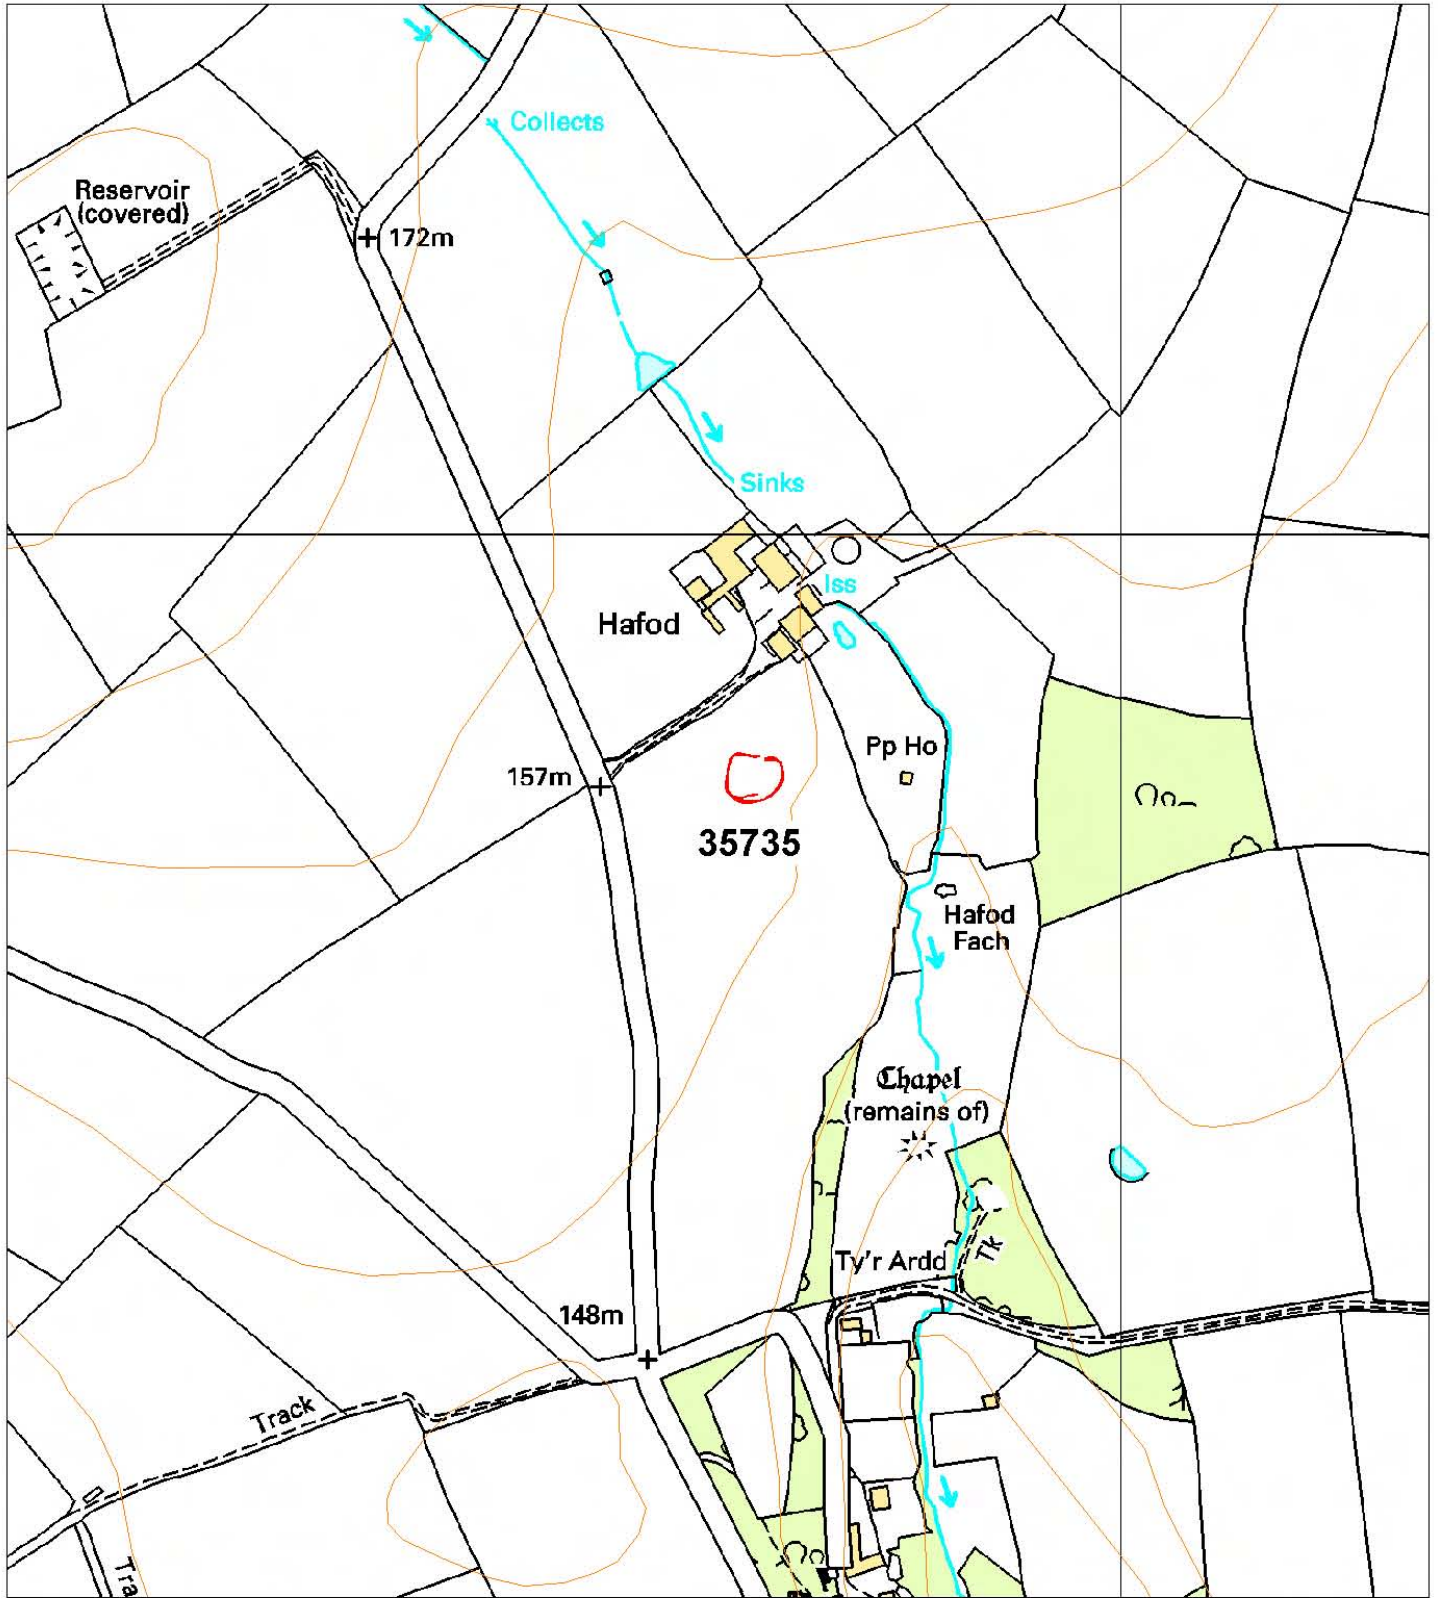 Collects
Reservoir
(covered)
172m
Sinks
Iss
Hafod
Pp Ho
157m
35735
Hafod
Fach
Chapel
(remains of)
Tk
Ty'r Ardd
148m
Track